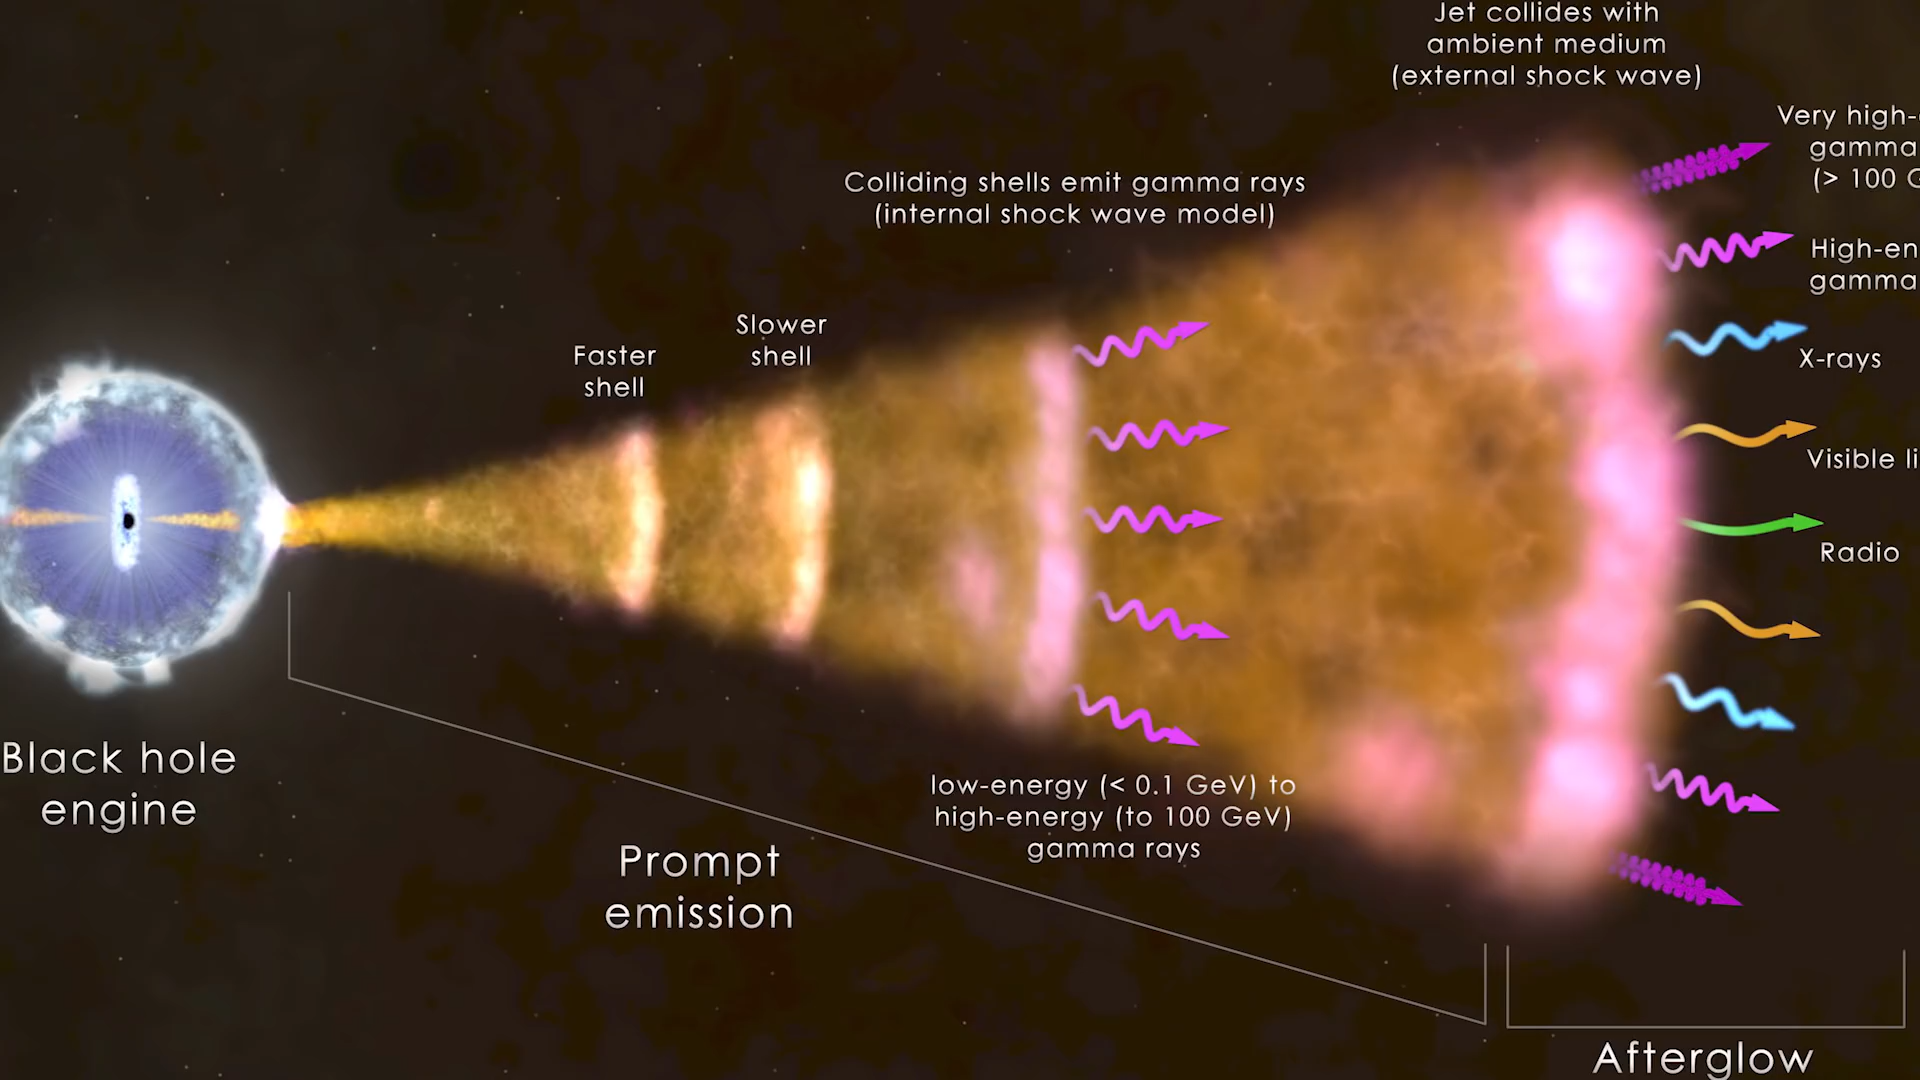 Jet collides with
ambient medium
(external shock wave)
Very high-
gamma
(> 100
Colliding shells emit gamma rays
(internal shock wave model)
High-en
gamma
Slower
shell
Faster
shell
X-rays
Visible li
Radio
Black hole
engine
low-energy (< 0.1 GeV) to
high-energy (to 100 GeV)
gamma rays
Prompt
emission
Afterglow